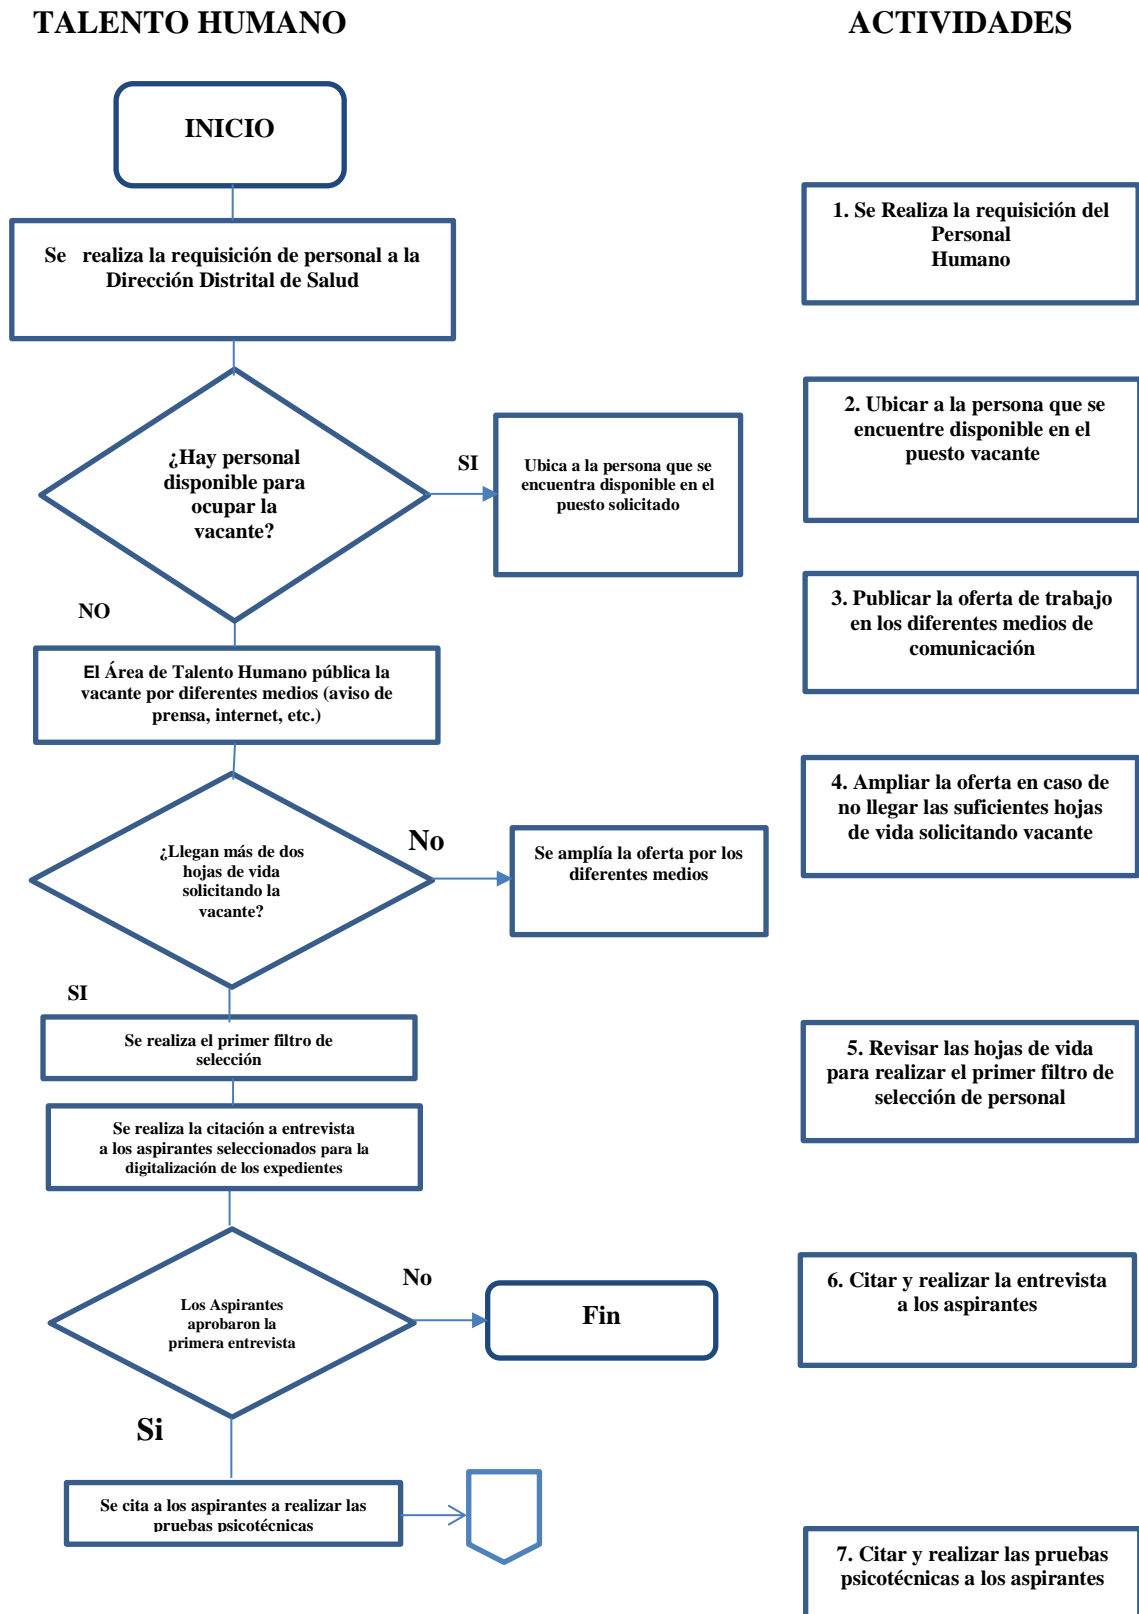 TALENTO HUMANO
ACTIVIDADES
INICIO
1. Se Realiza la requisición del
Personal
Humano
Se realiza la requisición de personal a la
Dirección Distrital de Salud
2. Ubicar a la persona que se
encuentre disponible en el
puesto vacante
¿Hay personal
disponible para
ocupar la
vacante?
SI
Ubica a la persona que se
encuentra disponible en el
puesto solicitado
NO
3. Publicar la oferta de trabajo
en los diferentes medios de
comunicación
El Área de Talento Humano pública la
vacante por diferentes medios (aviso de
prensa, internet, etc.)
4. Ampliar la oferta en caso de
no llegar las suficientes hojas
de vida solicitando vacante
¿Llegan más de dos
hojas de vida
solicitando la
vacante?
No
Se amplía la oferta por los
diferentes medios
SI
Se realiza el primer filtro de
selección
5. Revisar las hojas de vida
para realizar el primer filtro de
selección de personal
Se realiza la citación a entrevista
a los aspirantes seleccionados para la
digitalización de los expedientes
6. Citar y realizar la entrevista
a los aspirantes
Los Aspirantes
aprobaron la
primera entrevista
No
Fin
Si
Se cita a los aspirantes a realizar las
pruebas psicotécnicas
7. Citar y realizar las pruebas
psicotécnicas a los aspirantes